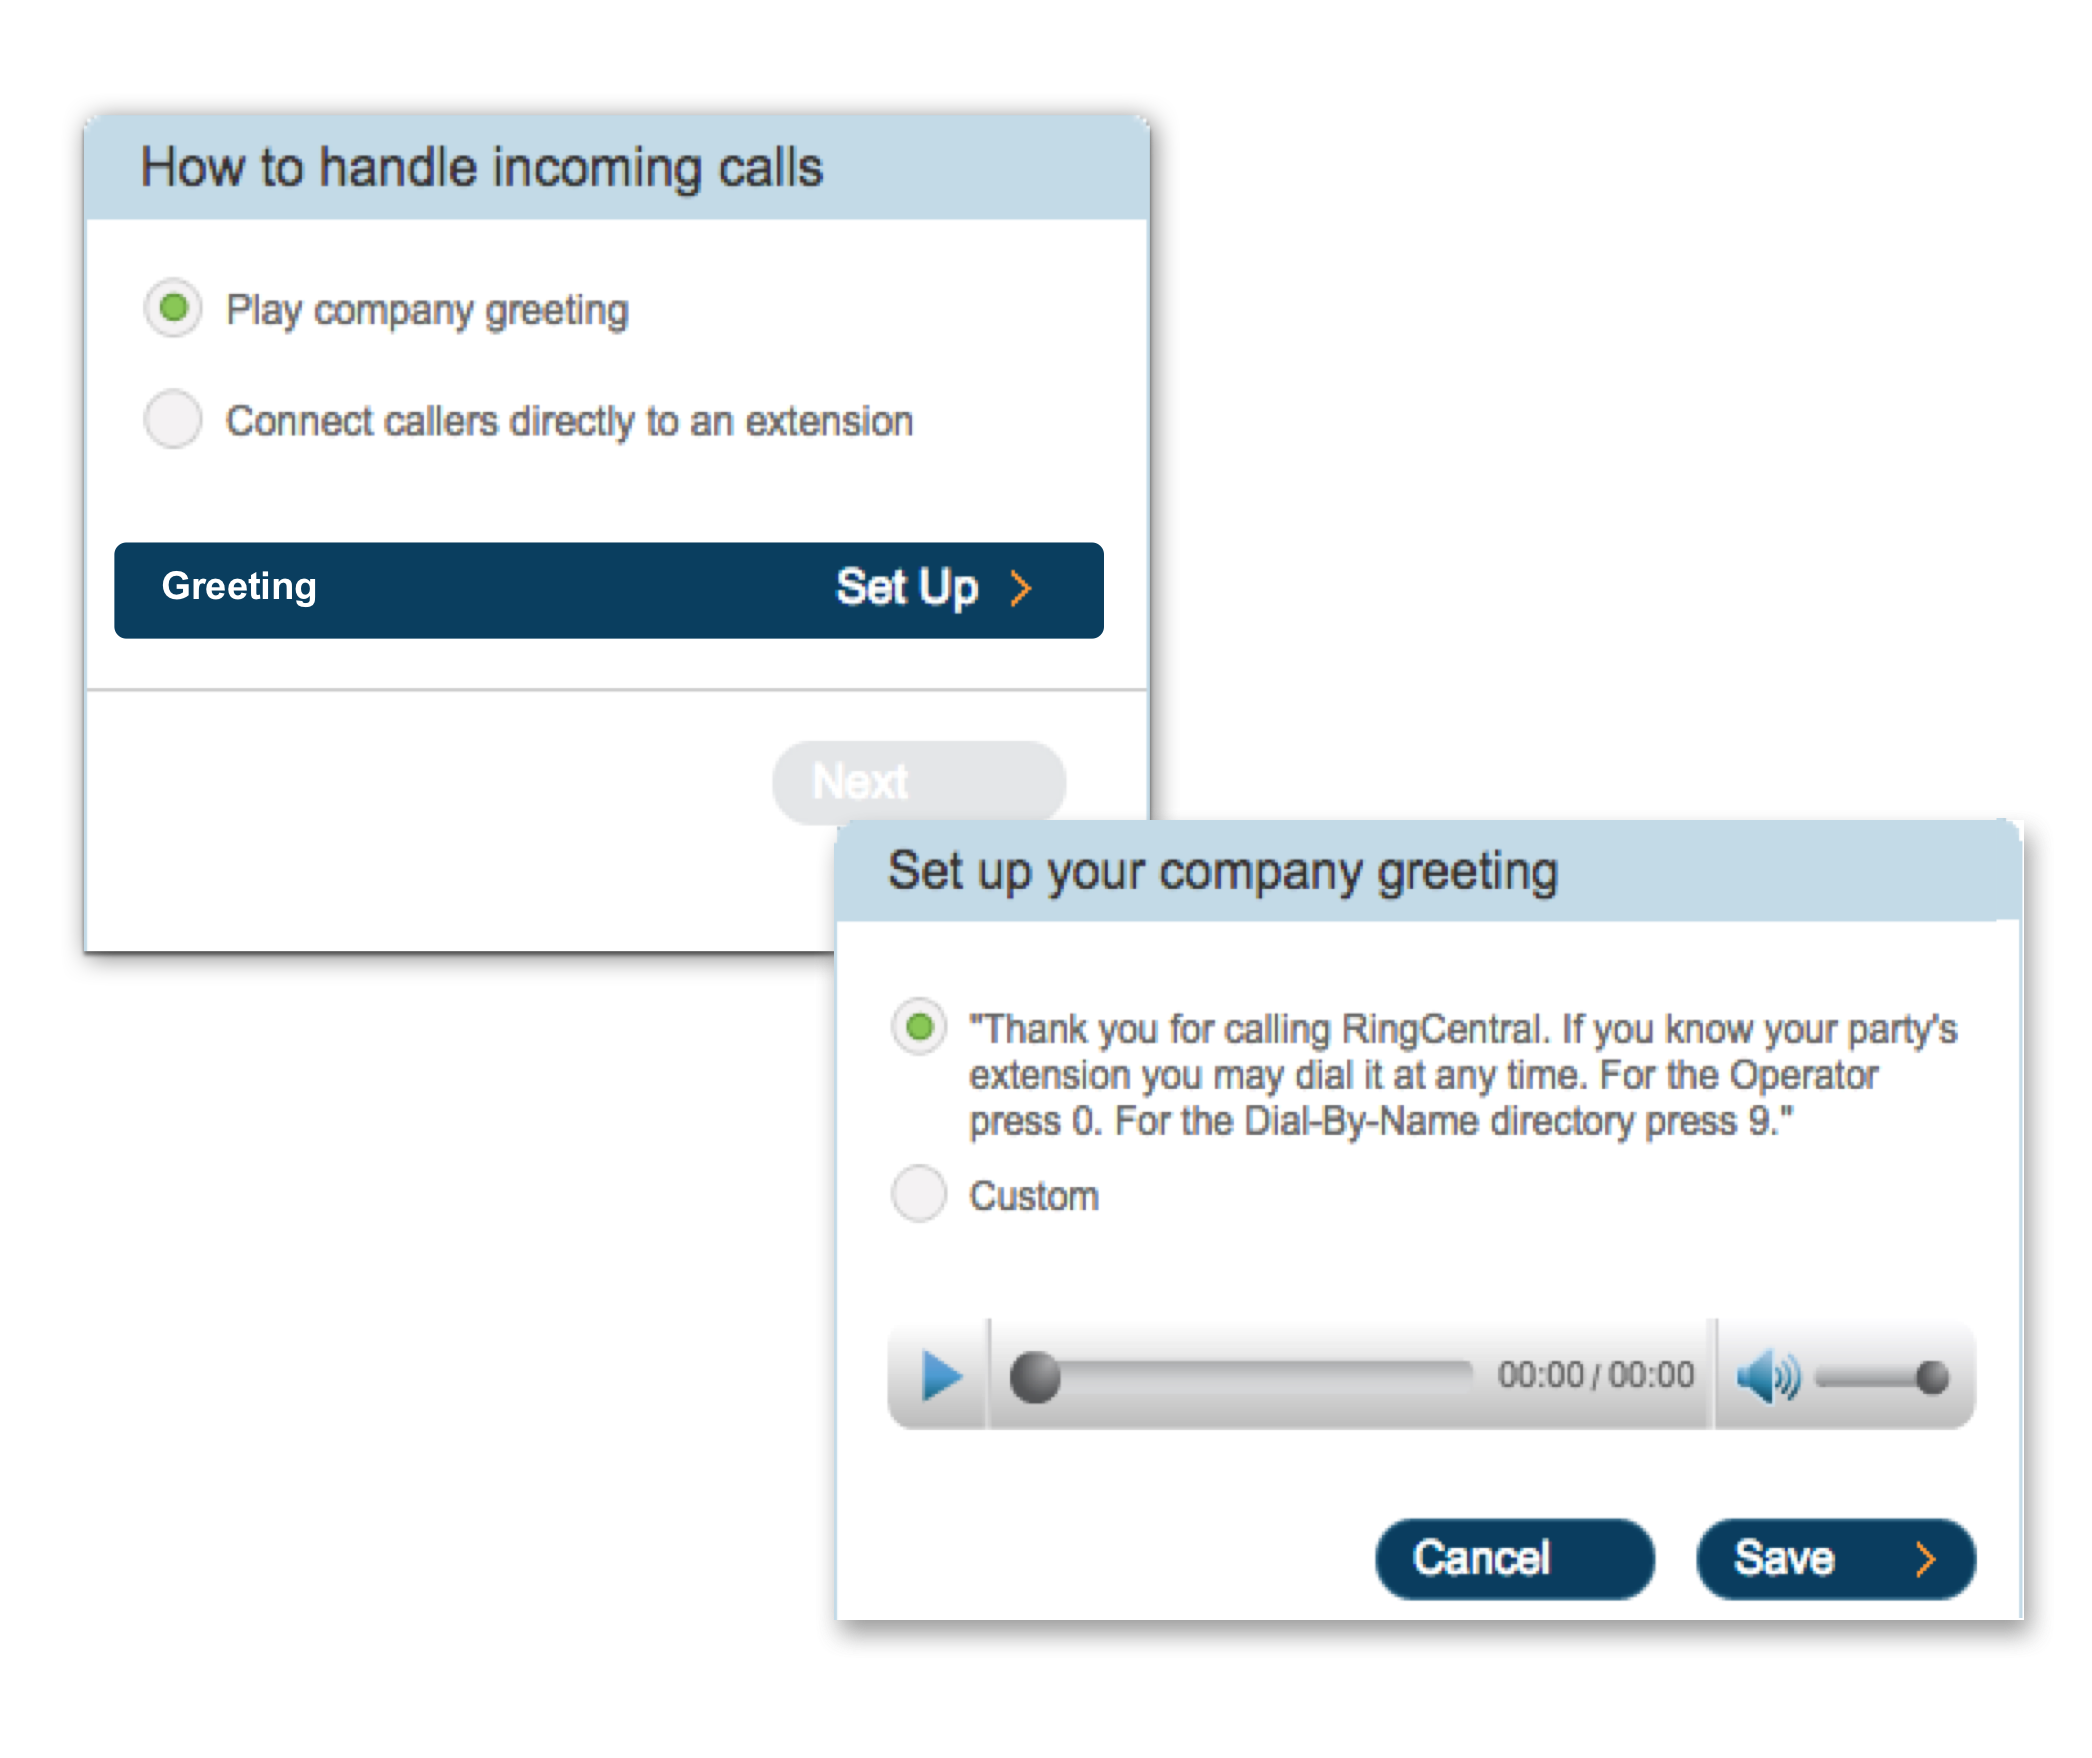 How to handle incoming calls
Play company greeting
Connect callers directly to an extension
Greeting Set Up
Next
Set up your company greeting
"Thank you for calling RingCentral. If you know your party's
extension you may dial it at any time. For the Operator
press 0. For the Dial-By-Name directory press 9."
Custom
00:00 / 00:00
Cancel Save